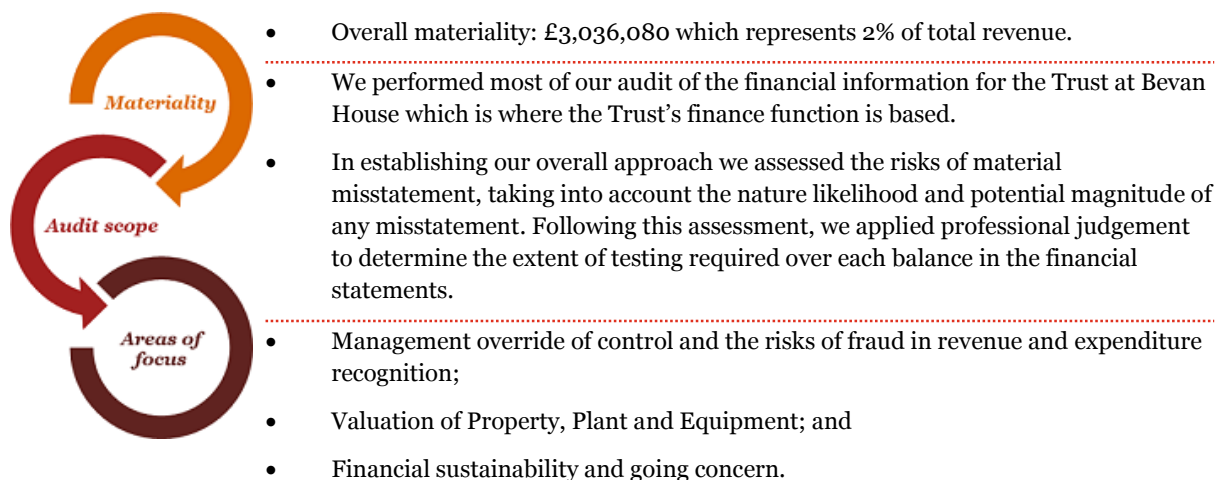 Materiality
• Overall materiality: £3,036,080 which represents 2% of total revenue.
• We performed most of our audit of the financial information for the Trust at Bevan
House which is where the Trust's finance function is based.
Audit scope
• In establishing our overall approach we assessed the risks of material
misstatement, taking into account the nature likelihood and potential magnitude of
any misstatement. Following this assessment, we applied professional judgement
to determine the extent of testing required over each balance in the financial
statements.
Areas of
focus
• Management override of control and the risks of fraud in revenue and expenditure
recognition;
• Valuation of Property, Plant and Equipment; and
• Financial sustainability and going concern.